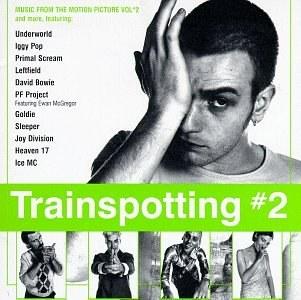 MUSIC FROM THE MOTION PICTURE VOL#2
and more, featuring:
Underworld
Iggy Pop
Primal Scream
Leftfield
David Bowie
PF Project
Featuring Ewan McGregor
Goldie
Sleeper
Joy Division
Heaven 17
Ice MC
Trainspotting #2